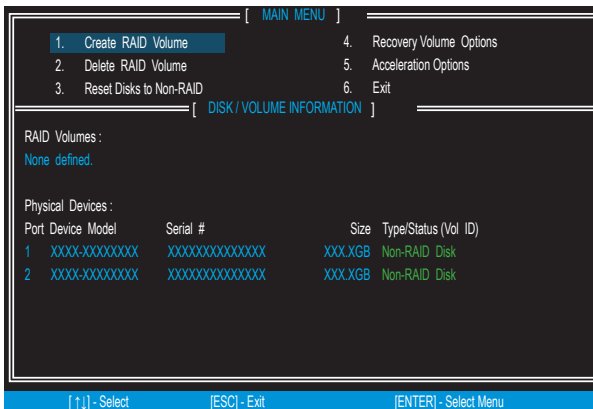 [ MAIN MENU ]
1. Create RAID Volume 4. Recovery Volume Options
2. Delete RAID Volume 5. Acceleration Options
3. Reset Disks to Non-RAID 6. Exit
[ DISK / VOLUME INFORMATION ]
RAID Volumes :
None defined.
Physical Devices :
Port Device Model Serial # Size Type/Status (Vol ID)
1 XXXX-XXXXXXXX XXXXXXXXXXXXXX XXX.XGB Non-RAID Disk
2 XXXX-XXXXXXXX XXXXXXXXXXXXXX XXX.XGB Non-RAID Disk
[↑↓] - Select [ESC] - Exit [ENTER] - Select Menu